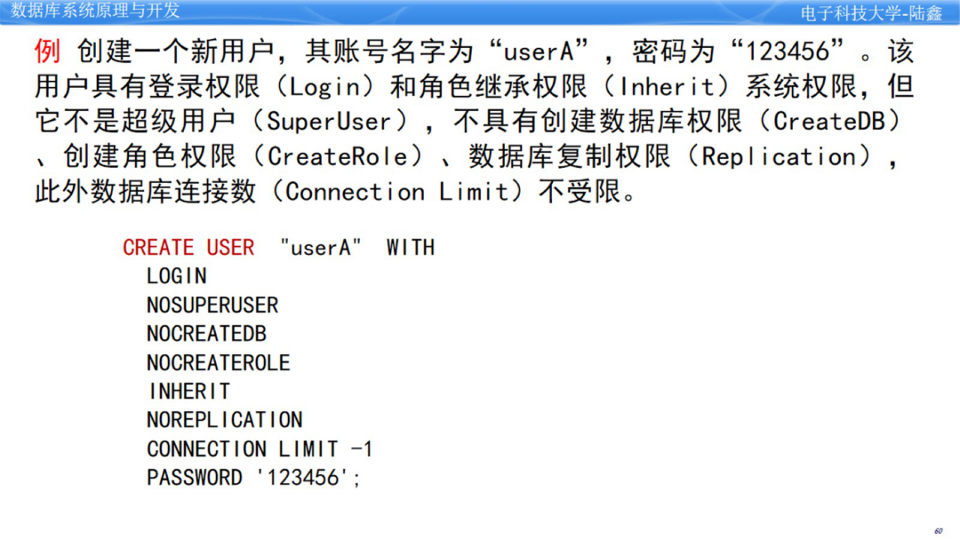 数据库系统原理与开发
电子科技大学-陆鑫
例 创建一个新用户，其账号名字为“userA”，密码为“123456”。该
用户具有登录权限（Login）和角色继承权限（Inherit）系统权限，但
它不是超级用户（SuperUser），不具有创建数据库权限（CreateDB）
、创建角色权限（CreateRole）、数据库复制权限（Replication），
此外数据库连接数（Connection Limit）不受限。
CREATE USER "userA" WITH
LOGIN
NOSUPERUSER
NOCREATEDB
NOCREATEROLE
INHERIT
NOREPLICATION
CONNECTION LIMIT -1
PASSWORD '123456';
60